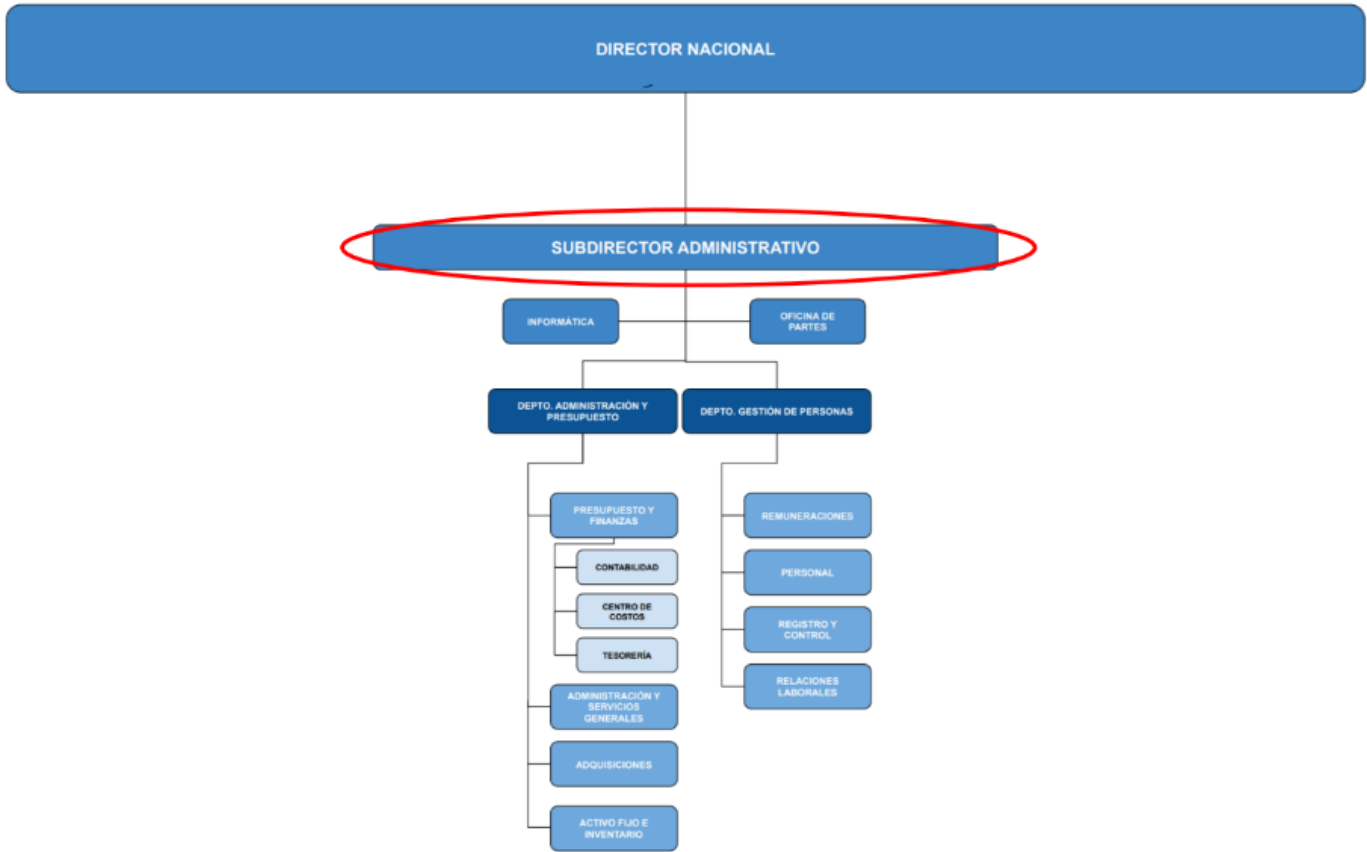 DIRECTOR NACIONAL
SUBDIRECTOR ADMINISTRATIVO
INFORMÁTICA
OFICINA DE
PARTES
DEPTO. ADMINISTRACIÓN Y
PRESUPUESTO
DEPTO. GESTIÓN DE PERSONAS
PRESUPUESTO Y
FINANZAS
CONTABILIDAD
CENTRO DE
COSTOS
TESORERÍA
ADMINISTRACIÓN Y
SERVICIOS
GENERALES
ADQUISICIONES
ACTIVO FIJO E
INVENTARIO
REMUNERACIONES
PERSONAL
REGISTRO Y
CONTROL
RELACIONES
LABORALES